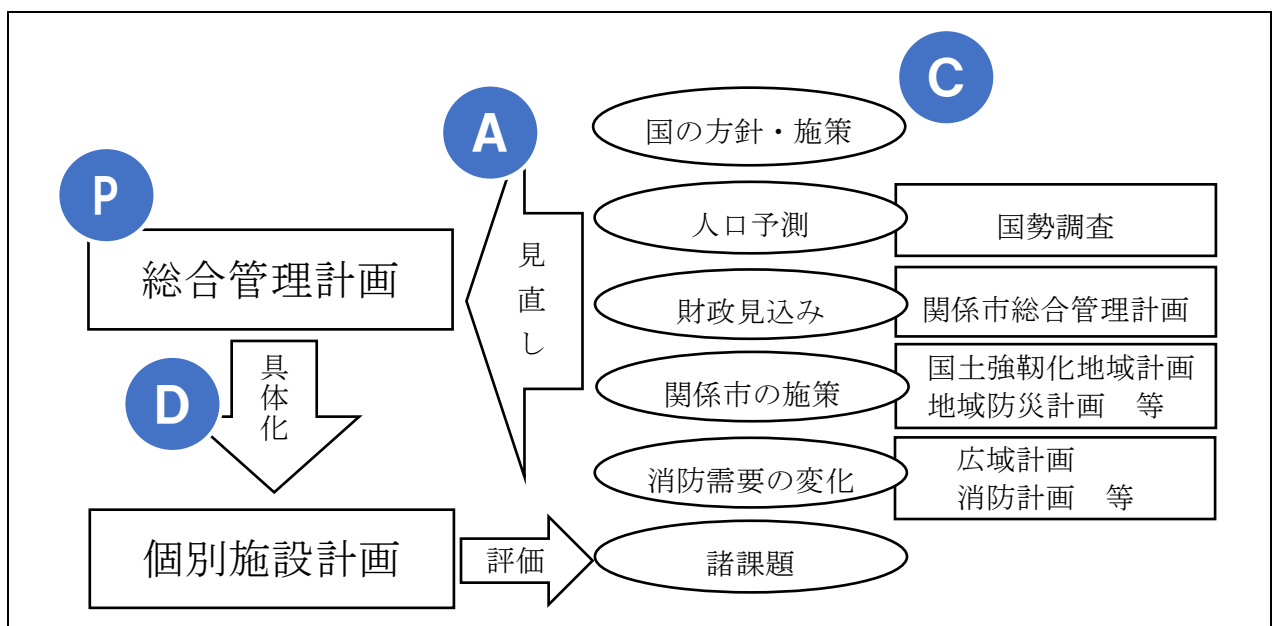 P
総合管理計画
D
具体化
個別施設計画
評価
A
見直し
C
国の方針・施策
人口予測
国勢調査
財政見込み
関係市総合管理計画
関係市の施策
国土強靭化地域計画
地域防災計画　等
消防需要の変化
広域計画
消防計画　等
諸課題